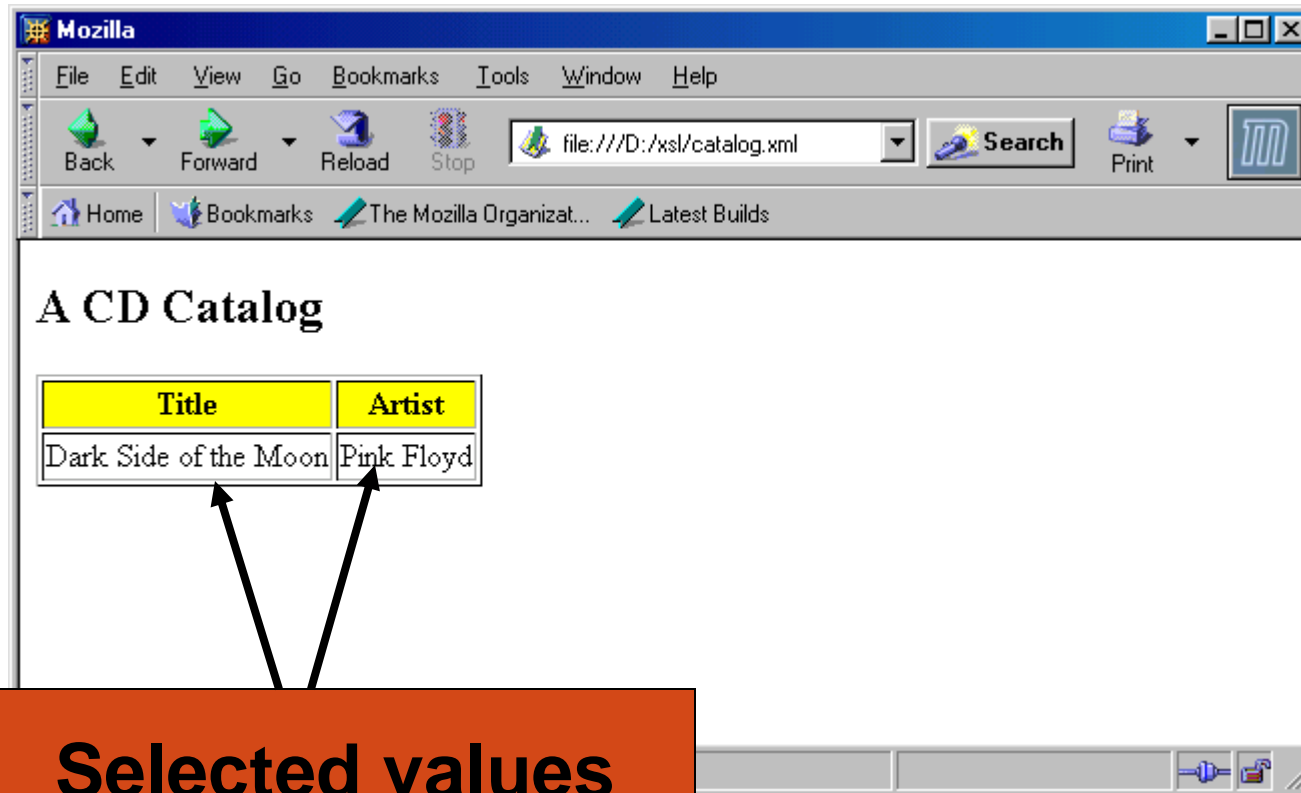 Mozilla
File Edit View Go Bookmarks Tools Window Help
Back Forward Reload Stop file:///D:/xsl/catalog.xml Search Print
Home Bookmarks The Mozilla Organizat... Latest Builds
A CD Catalog
Title Artist
Dark Side of the Moon Pink Floyd
Selected values